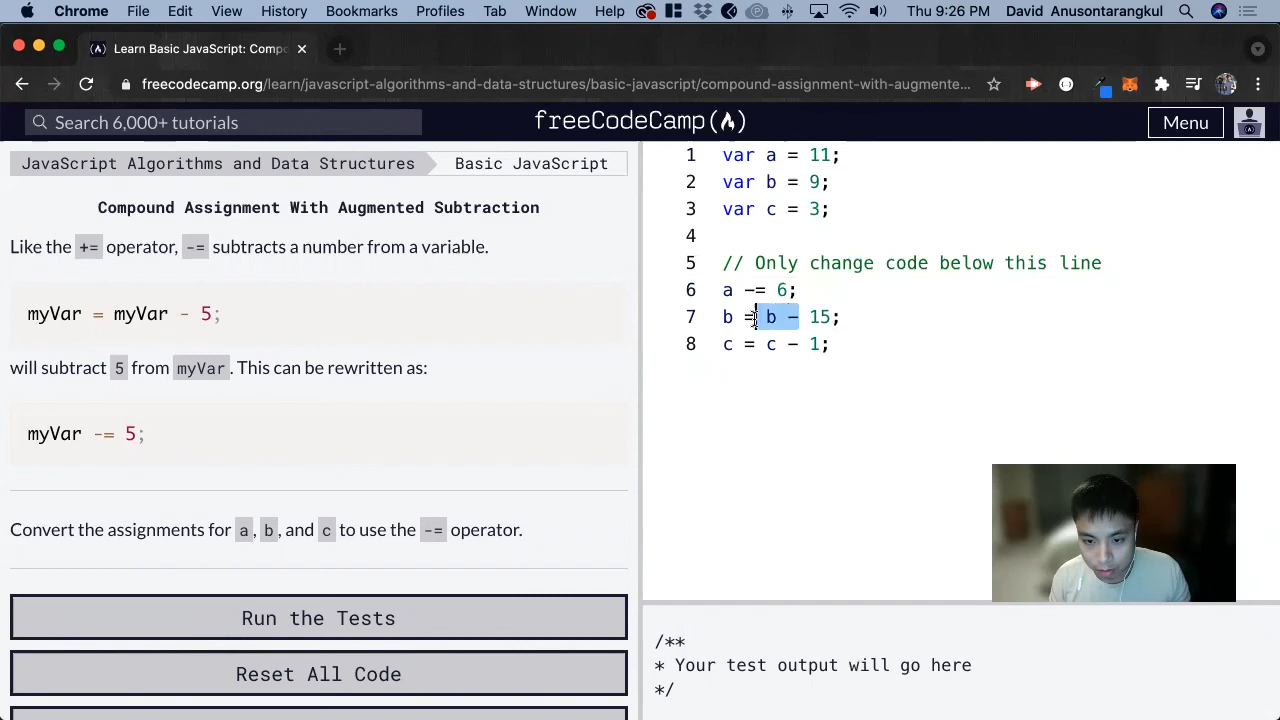 Chrome File Edit View History Bookmarks Profiles Tab Window Help Thu 9:26 PM David Anusontarangkul
Learn Basic JavaScript: Compo
freecodecamp.org/learn/javascript-algorithms-and-data-structures/basic-javascript/compound-assignment-with-augmente...
Search 6,000+ tutorials
freeCodeCamp
Menu
JavaScript Algorithms and Data Structures
Basic JavaScript
Compound Assignment With Augmented Subtraction
Like the += operator, -= subtracts a number from a variable.
myVar = myVar - 5;
will subtract 5 from myVar. This can be rewritten as:
myVar -= 5;
Convert the assignments for a, b, and c to use the -= operator.
Run the Tests
Reset All Code
1 var a = 11;
2 var b = 9;
3 var c = 3;
4
5 // Only change code below this line
6 a -= 6;
7 b = b - 15;
8 c = c - 1;
/**
* Your test output will go here
*/